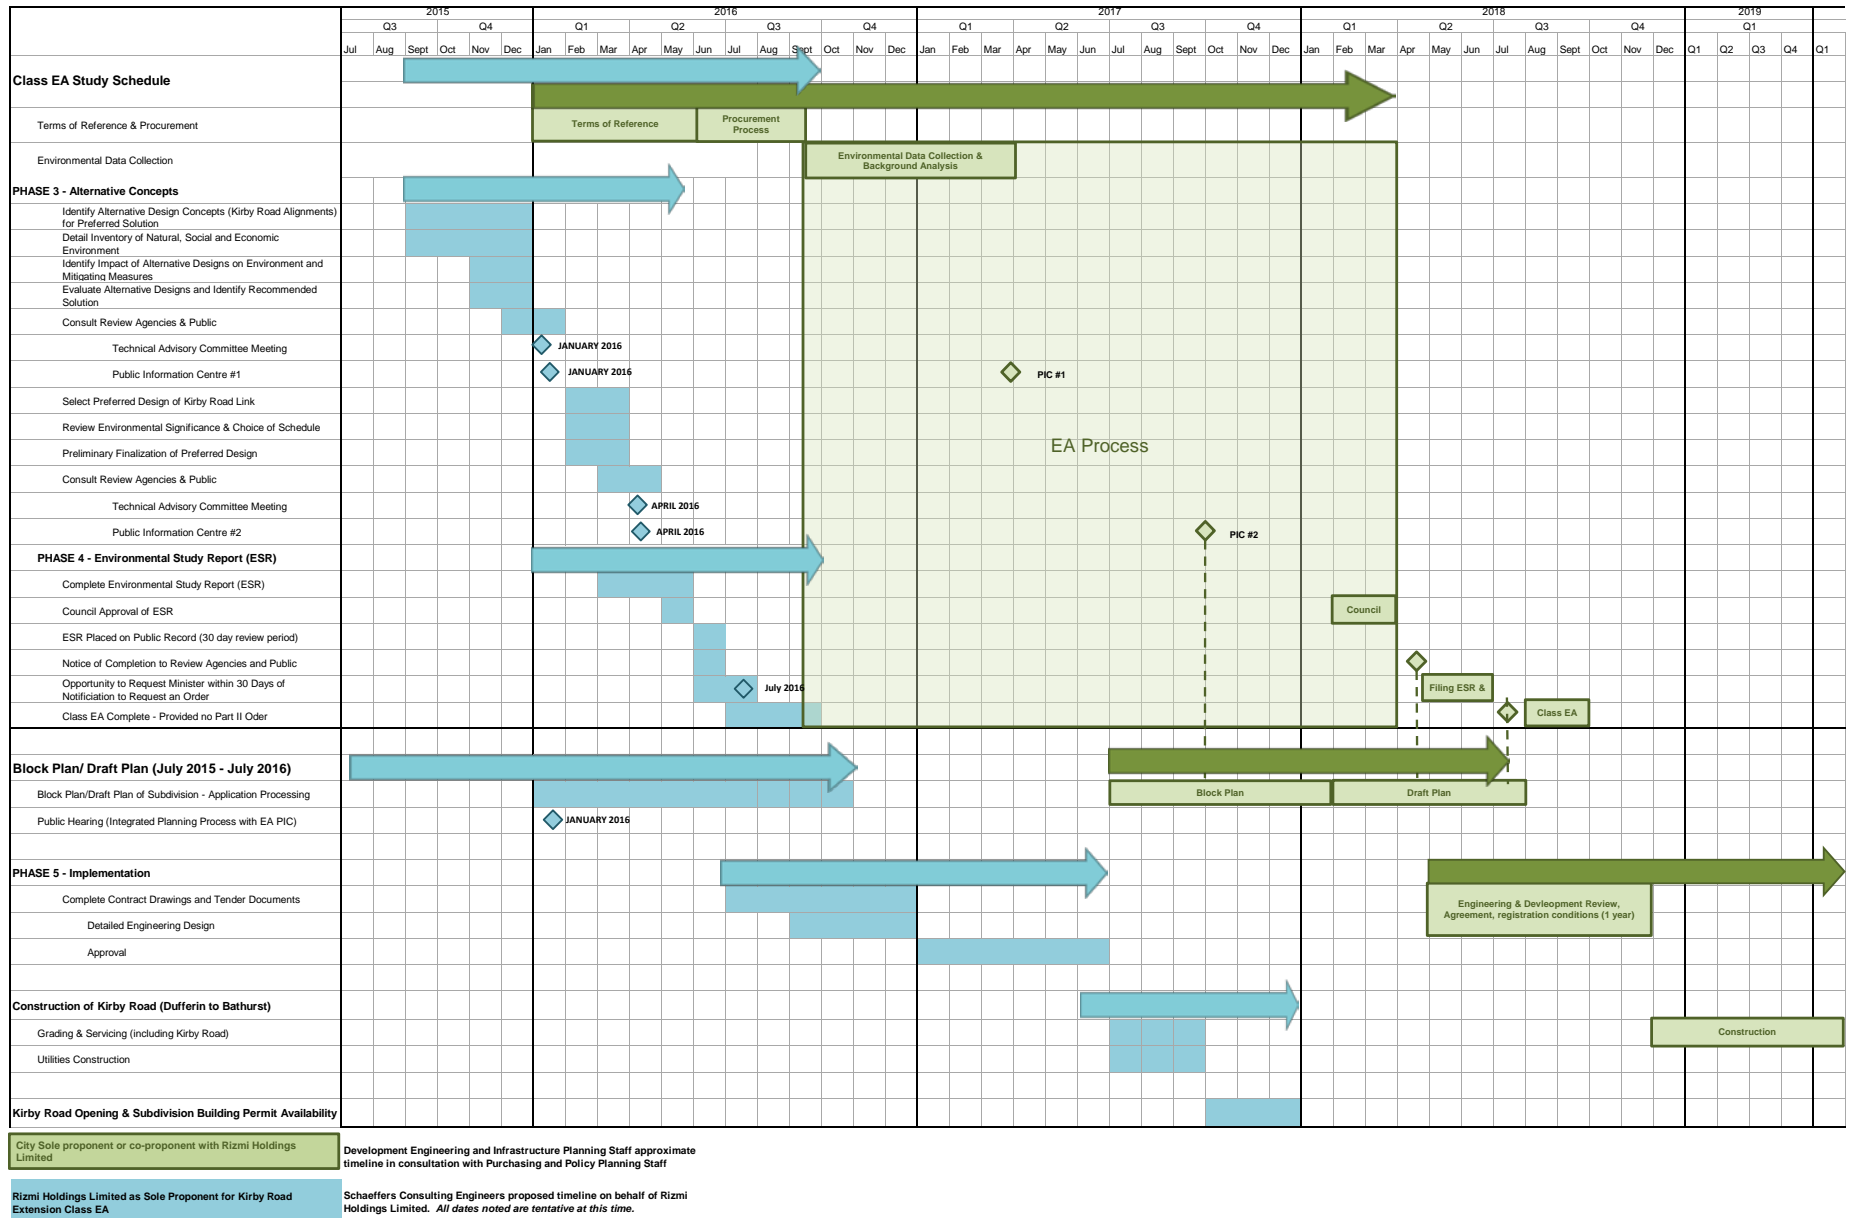 2015 2016 2017 2018 2019
Q3 Q4 Q1 Q2 Q3 Q4 Q1 Q2 Q3 Q4 Q1 Q2 Q3 Q4 Q1
Jul Aug Sept Oct Nov Dec Jan Feb Mar Apr May Jun Jul Aug Sept Oct Nov Dec Jan Feb Mar Apr May Jun Jul Aug Sept Oct Nov Dec Jan Feb Mar Apr May Jun Jul Aug Sept Oct Nov Dec Q1 Q2 Q3 Q4 Q1
Class EA Study Schedule
Terms of Reference & Procurement
Terms of Reference
Procurement
Process
Environmental Data Collection
Environmental Data Collection &
Background Analysis
PHASE 3 - Alternative Concepts
Identify Alternative Design Concepts (Kirby Road Alignments)
for Preferred Solution
Detail Inventory of Natural, Social and Economic
Environment
Identify Impact of Alternative Designs on Environment and
Mitigating Measures
Evaluate Alternative Designs and Identify Recommended
Solution
Consult Review Agencies & Public
Technical Advisory Committee Meeting
JANUARY 2016
Public Information Centre #1
JANUARY 2016
PIC #1
Select Preferred Design of Kirby Road Link
Review Environmental Significance & Choice of Schedule
EA Process
Preliminary Finalization of Preferred Design
Consult Review Agencies & Public
Technical Advisory Committee Meeting
APRIL 2016
Public Information Centre #2
APRIL 2016
PIC #2
PHASE 4 - Environmental Study Report (ESR)
Complete Environmental Study Report (ESR)
Council Approval of ESR
Council
ESR Placed on Public Record (30 day review period)
Notice of Completion to Review Agencies and Public
Opportunity to Request Minister within 30 Days of
Notificiation to Request an Order
July 2016
Filing ESR &
Class EA Complete - Provided no Part II Oder
Class EA
Block Plan/ Draft Plan (July 2015 - July 2016)
Block Plan/Draft Plan of Subdivision - Application Processing
Block Plan
Draft Plan
Public Hearing (Integrated Planning Process with EA PIC)
JANUARY 2016
PHASE 5 - Implementation
Complete Contract Drawings and Tender Documents
Engineering & Devleopment Review,
Agreement, registration conditions (1 year)
Detailed Engineering Design
Approval
Construction of Kirby Road (Dufferin to Bathurst)
Grading & Servicing (including Kirby Road)
Construction
Utilities Construction
Kirby Road Opening & Subdivision Building Permit Availability
City Sole proponent or co-proponent with Rizmi Holdings
Limited
Development Engineering and Infrastructure Planning Staff approximate
timeline in consultation with Purchasing and Policy Planning Staff
Rizmi Holdings Limited as Sole Proponent for Kirby Road
Extension Class EA
Schaeffers Consulting Engineers proposed timeline on behalf of Rizmi
Holdings Limited. All dates noted are tentative at this time.